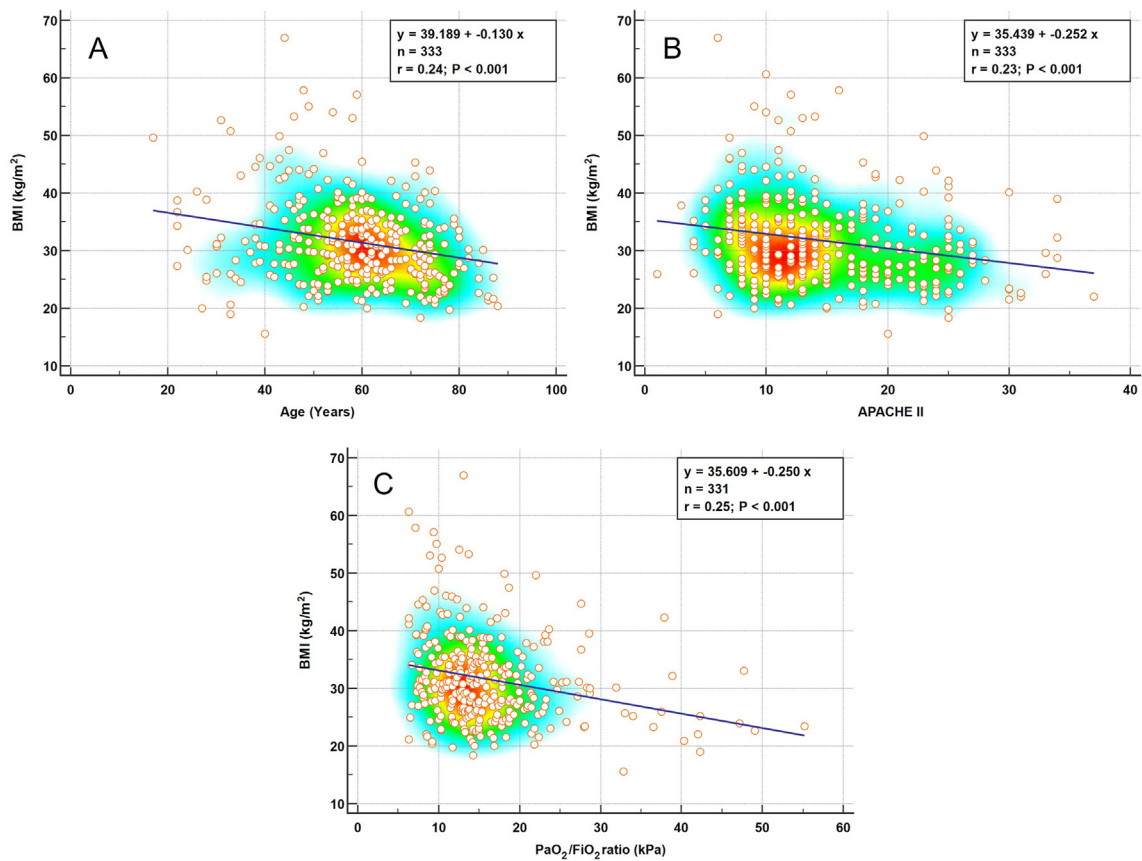 A
y = 39.189 + -0.130 x
n = 333
r = 0.24; P < 0.001
BMI (kg/m²)
70
60
50
40
30
20
10
0 20 40 60 80 100
Age (Years)
B
y = 35.439 + -0.252 x
n = 333
r = 0.23; P < 0.001
BMI (kg/m²)
70
60
50
40
30
20
10
0 10 20 30 40
APACHE II
C
y = 35.609 + -0.250 x
n = 331
r = 0.25; P < 0.001
BMI (kg/m²)
70
60
50
40
30
20
10
0 10 20 30 40 50 60
PaO₂/FiO₂ ratio (kPa)